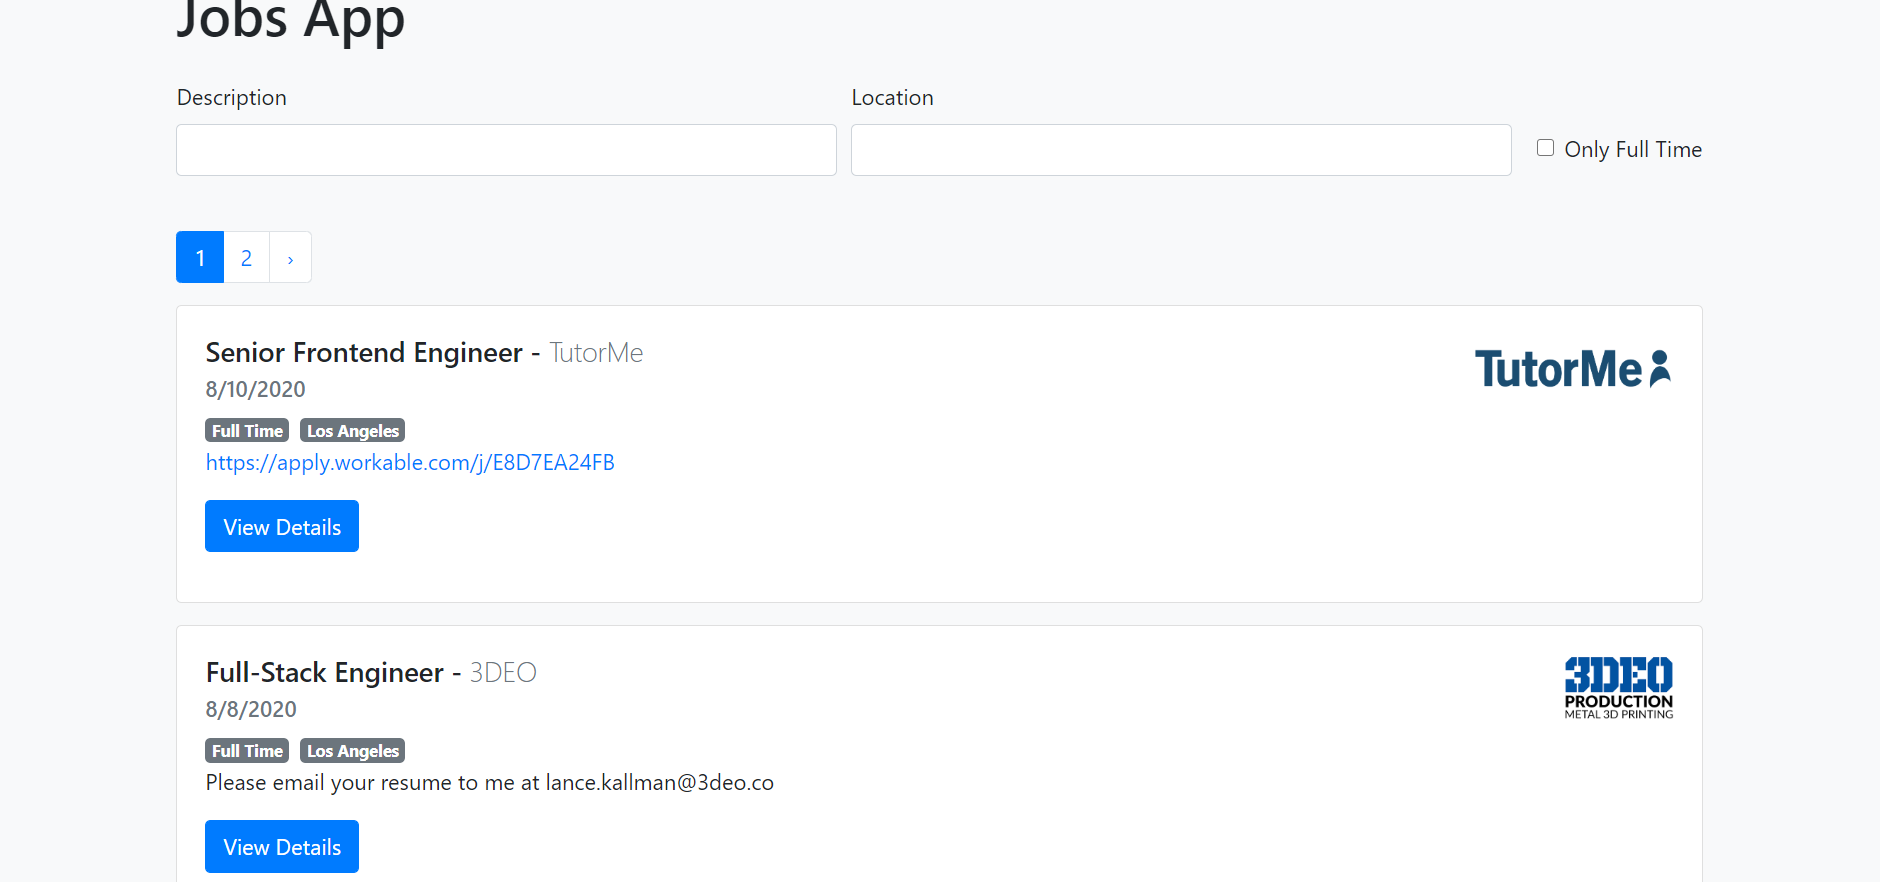 Jobs App
Description
Location
Only Full Time
1 2 ›
Senior Frontend Engineer - TutorMe
TutorMe
8/10/2020
Full Time Los Angeles
https://apply.workable.com/j/E8D7EA24FB
View Details
Full-Stack Engineer - 3DEO
3DEO
PRODUCTION
METAL 3D PRINTING
8/8/2020
Full Time Los Angeles
Please email your resume to me at lance.kallman@3deo.co
View Details